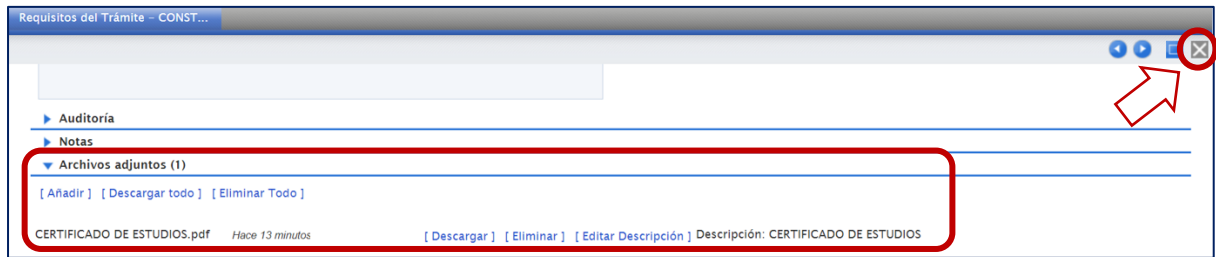 Requisitos del Trámite – CONST...
Auditoría
Notas
Archivos adjuntos (1)
[ Añadir ] [ Descargar todo ] [ Eliminar Todo ]
CERTIFICADO DE ESTUDIOS.pdf Hace 13 minutos [ Descargar ] [ Eliminar ] [ Editar Descripción ] Descripción: CERTIFICADO DE ESTUDIOS